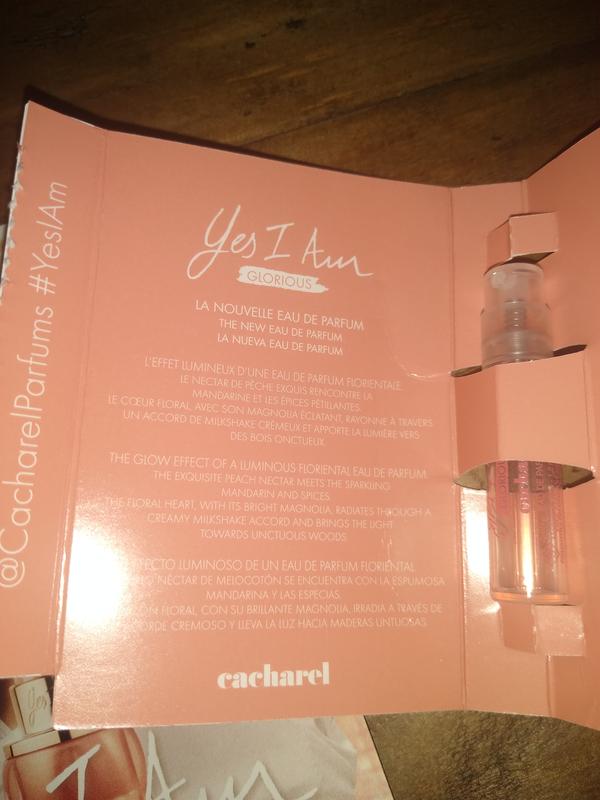 @CacharelParfums #YesIAm
Yes I Am
GLORIOUS
LA NOUVELLE EAU DE PARFUM
THE NEW EAU DE PARFUM
LA NUEVA EAU DE PARFUM
L'EFFET LUMINEUX D'UNE EAU DE PARFUM FLORIENTALE.
LE NECTAR DE PÊCHE EXQUIS RENCONTRE LA
MANDARINE ET LES ÉPICES PÉTILLANTES.
LE CŒUR FLORAL, AVEC SON MAGNOLIA ÉCLATANT, RAYONNE À TRAVERS
UN ACCORD DE MILKSHAKE CRÉMEUX ET APPORTE LA LUMIÈRE VERS
DES BOIS ONCTUEUX.
THE GLOW EFFECT OF A LUMINOUS FLORIENTAL EAU DE PARFUM.
THE EXQUISITE PEACH NECTAR MEETS THE SPARKLING
MANDARIN AND SPICES.
THE FLORAL HEART, WITH ITS BRIGHT MAGNOLIA, RADIATES THROUGH A
CREAMY MILKSHAKE ACCORD AND BRINGS THE LIGHT
TOWARDS UNCTUOUS WOODS.
LUMINOSO DE UN EAU DE PARFUM FLORIENTAL.
NÉCTAR DE MELOCOTÓN SE ENCUENTRA CON LA ESPUMOSA
MANDARINA Y LAS ESPECIAS.
FLORAL, CON SU BRILLANTE MAGNOLIA, IRRADIA A TRAVÉS DE
CREMOSO Y LLEVA LA LUZ HACIA MADERAS UNTUOSAS.
cacharel
Yes
I Am